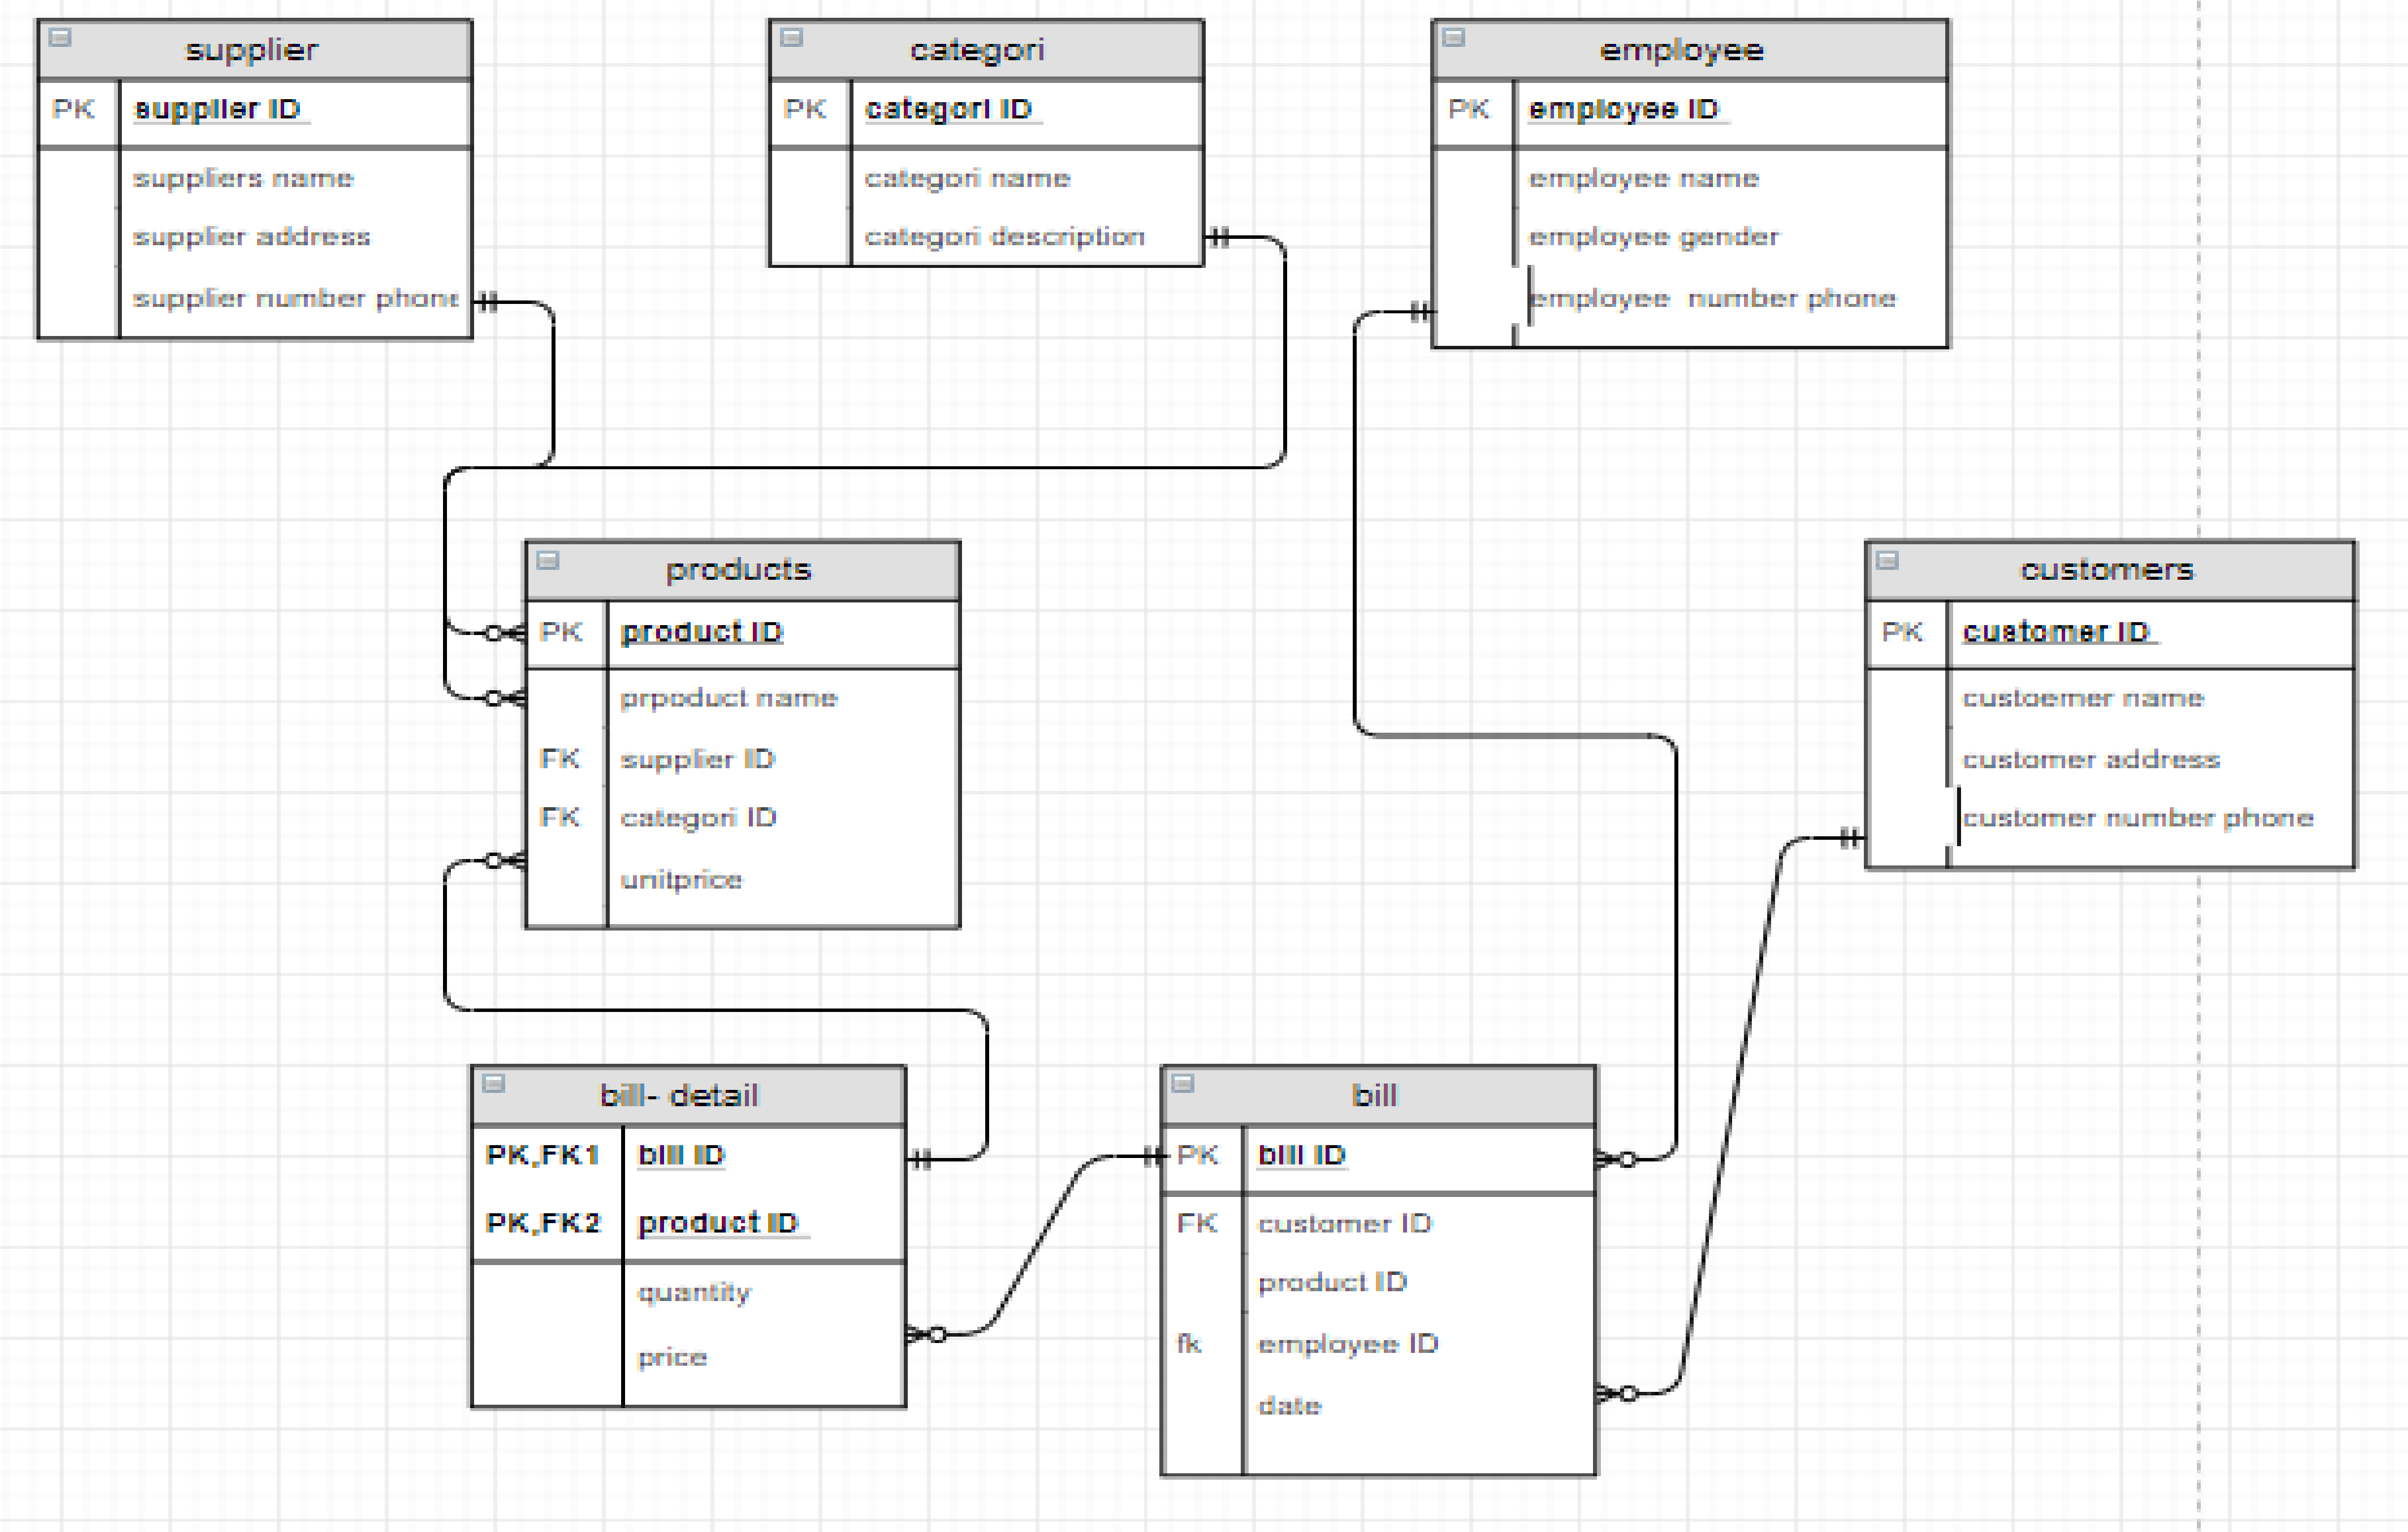 supplier
PK supplier ID
suppliers name
supplier address
supplier number phone
categori
PK categori ID
categori name
categori description
employee
PK employee ID
employee name
employee gender
employee number phone
products
PK product ID
prpoduct name
FK supplier ID
FK categori ID
unitprice
customers
PK customer ID
custoemer name
customer address
customer number phone
bill- detail
PK,FK1 bill ID
PK,FK2 product ID
quantity
price
bill
PK bill ID
FK customer ID
product ID
fk employee ID
date